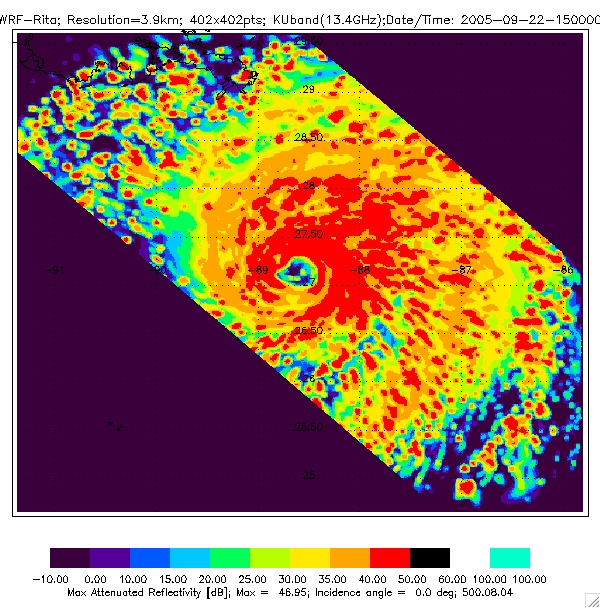 WRF-Rita; Resolution=3.9km; 402x402pts; KUband(13.4GHz);Date/Time: 2005-09-22-150000
29
28.50
28
27.50
-91 -90 -89 -88 -87 -86
27
26.50
26
25.50
25
-10.00 0.00 10.00 15.00 20.00 25.00 30.00 35.00 40.00 50.00 60.00 100.00 100.00
Max Attenuated Refleativity [dB]; Max = 46.95; Incidence angle = 0.0 deg; 500.08.04